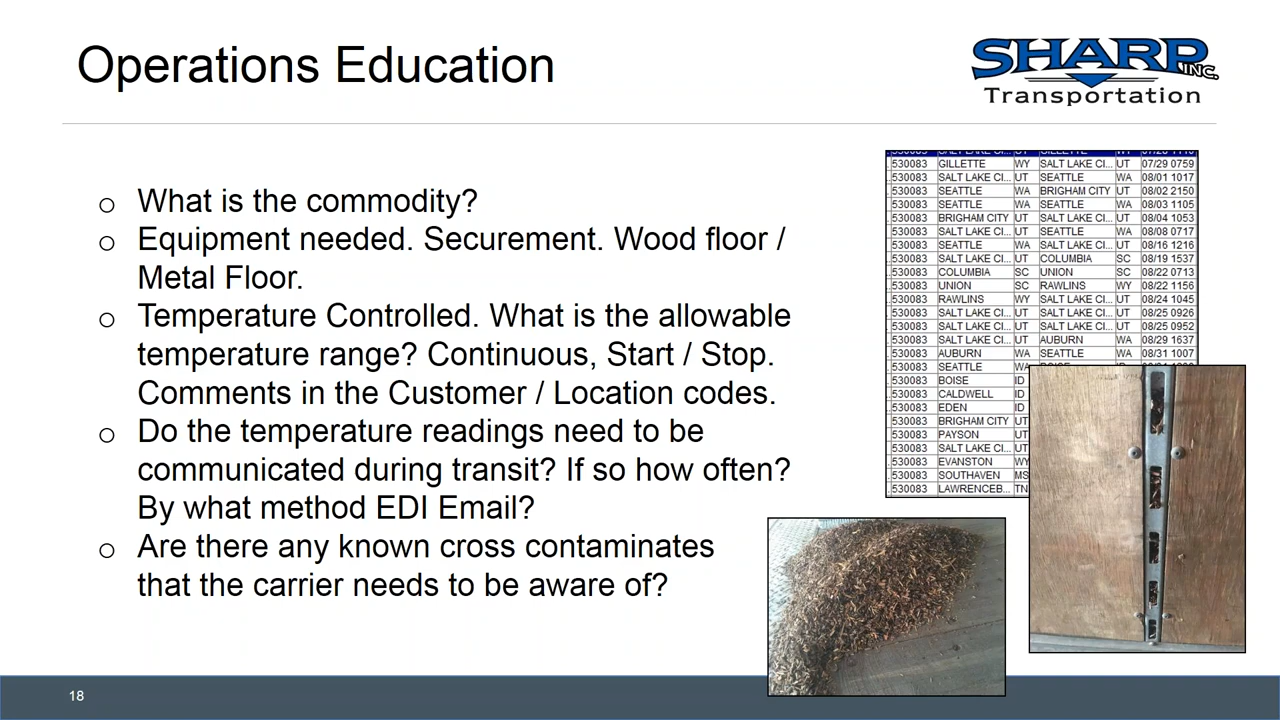 Operations Education
SHARP INC.
Transportation
o What is the commodity?
o Equipment needed. Securement. Wood floor /
Metal Floor.
o Temperature Controlled. What is the allowable
temperature range? Continuous, Start / Stop.
Comments in the Customer / Location codes.
o Do the temperature readings need to be
communicated during transit? If so how often?
By what method EDI Email?
o Are there any known cross contaminates
that the carrier needs to be aware of?
530083 GILLETTE WY SALT LAKE CI... UT 07/29 0759
530083 SALT LAKE CI... UT SEATTLE WA 08/01 1017
530083 SEATTLE WA BRIGHAM CITY UT 08/02 2150
530083 SEATTLE WA SEATTLE WA 08/03 1105
530083 BRIGHAM CITY UT SALT LAKE CI... UT 08/04 1053
530083 SALT LAKE CI... UT SEATTLE WA 08/08 0717
530083 SEATTLE WA SALT LAKE CI... UT 08/16 1216
530083 SALT LAKE CI... UT COLUMBIA SC 08/19 1537
530083 COLUMBIA SC UNION SC 08/22 0713
530083 UNION SC RAWLINS WY 08/22 1156
530083 RAWLINS WY SALT LAKE CI... UT 08/24 1045
530083 SALT LAKE CI... UT SALT LAKE CI... UT 08/25 0926
530083 SALT LAKE CI... UT SALT LAKE CI... UT 08/25 0952
530083 SALT LAKE CI... UT AUBURN WA 08/29 1637
530083 AUBURN WA SEATTLE WA 08/31 1007
530083 SEATTLE WA
530083 BOISE ID
530083 CALDWELL ID
530083 EDEN ID
530083 BRIGHAM CITY UT
530083 PAYSON UT
530083 SALT LAKE CI... UT
530083 EVANSTON WY
530083 SOUTHAVEN MS
530083 LAWRENCEB... TN
18